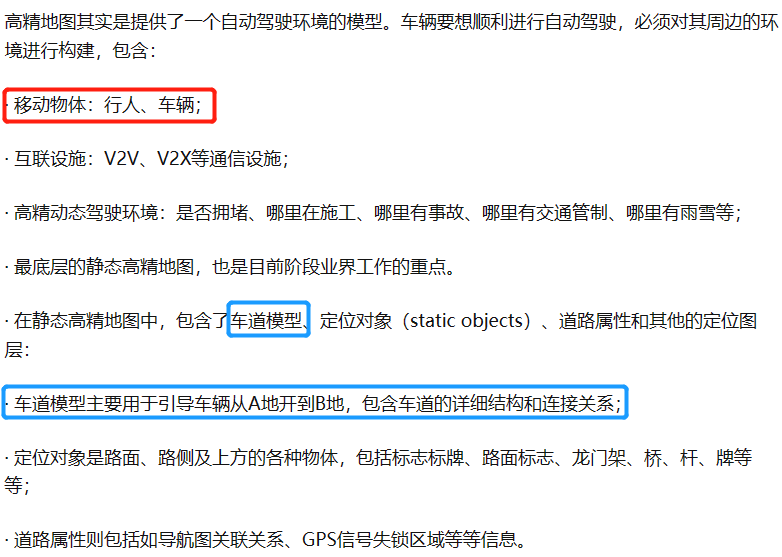 高精地图其实是提供了一个自动驾驶环境的模型。车辆要想顺利进行自动驾驶，必须对其周边的环
境进行构建，包含：
· 移动物体：行人、车辆；
· 互联设施：V2V、V2X等通信设施；
· 高精动态驾驶环境：是否拥堵、哪里在施工、哪里有事故、哪里有交通管制、哪里有雨雪等；
· 最底层的静态高精地图，也是目前阶段业界工作的重点。
· 在静态高精地图中，包含了车道模型、定位对象（static objects）、道路属性和其他的定位图
层：
· 车道模型主要用于引导车辆从A地开到B地，包含车道的详细结构和连接关系；
· 定位对象是路面、路侧及上方的各种物体，包括标志标牌、路面标志、龙门架、桥、杆、牌等
等；
· 道路属性则包括如导航图关联关系、GPS信号失锁区域等等信息。